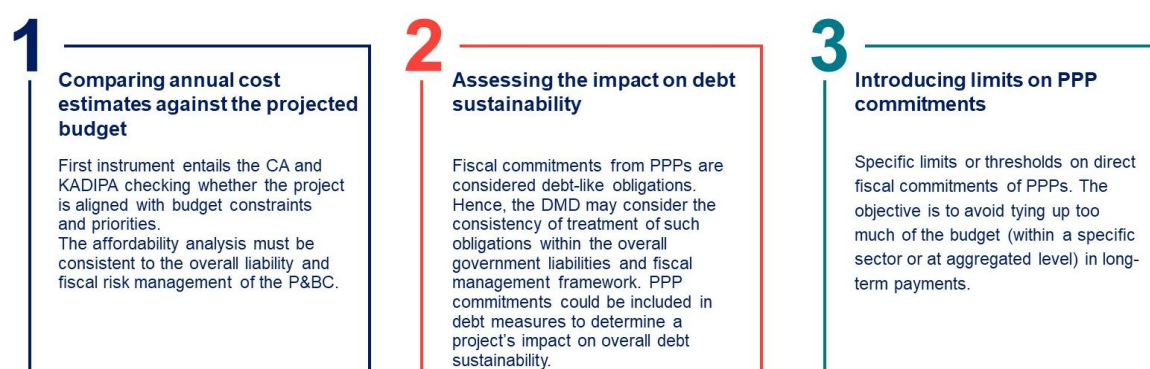 1
Comparing annual cost
estimates against the projected
budget
First instrument entails the CA and
KADIPA checking whether the project
is aligned with budget constraints
and priorities.
The affordability analysis must be
consistent to the overall liability and
fiscal risk management of the P&BC.
2
Assessing the impact on debt
sustainability
Fiscal commitments from PPPs are
considered debt-like obligations.
Hence, the DMD may consider the
consistency of treatment of such
obligations within the overall
government liabilities and fiscal
management framework. PPP
commitments could be included in
debt measures to determine a
project's impact on overall debt
sustainability.
3
Introducing limits on PPP
commitments
Specific limits or thresholds on direct
fiscal commitments of PPPs. The
objective is to avoid tying up too
much of the budget (within a specific
sector or at aggregated level) in long-
term payments.